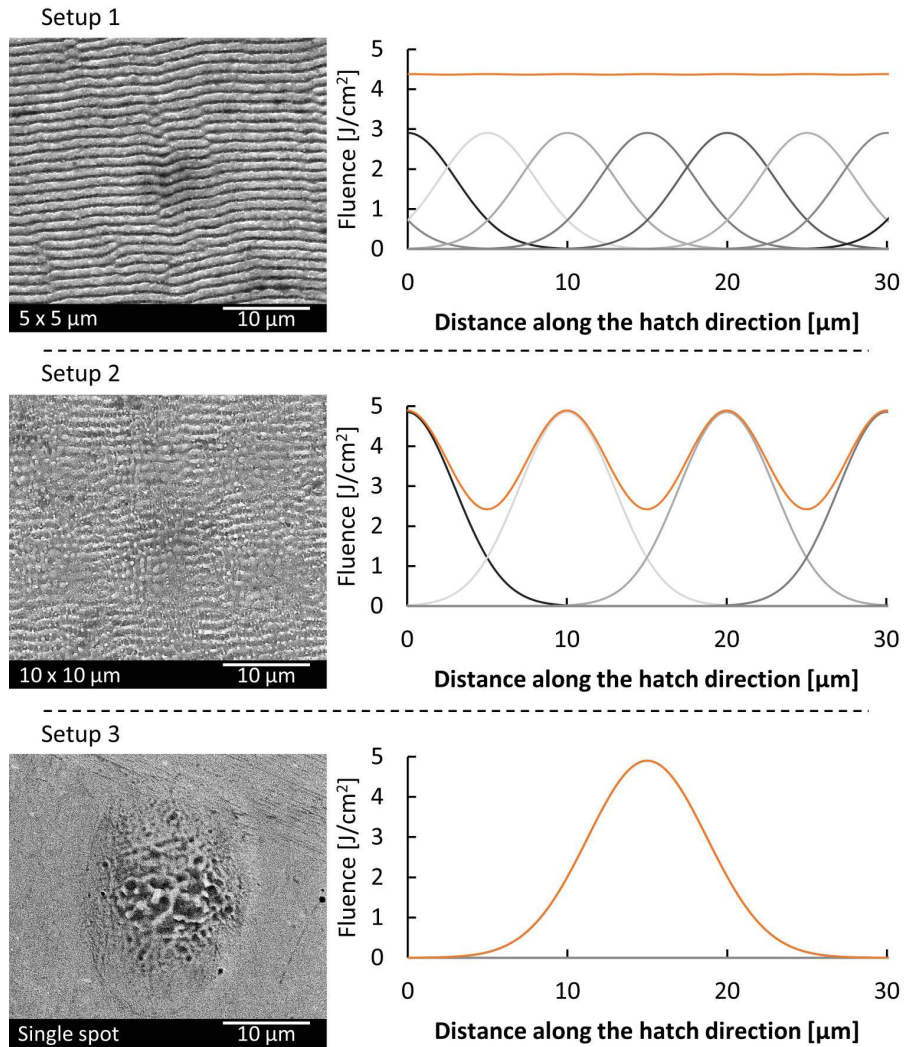 Setup 1
5 x 5 µm
10 µm
Fluence [J/cm²]
5
4
3
2
1
0
0
10
20
30
Distance along the hatch direction [µm]
Setup 2
10 x 10 µm
10 µm
Fluence [J/cm²]
5
4
3
2
1
0
0
10
20
30
Distance along the hatch direction [µm]
Setup 3
Single spot
10 µm
Fluence [J/cm²]
5
4
3
2
1
0
0
10
20
30
Distance along the hatch direction [µm]